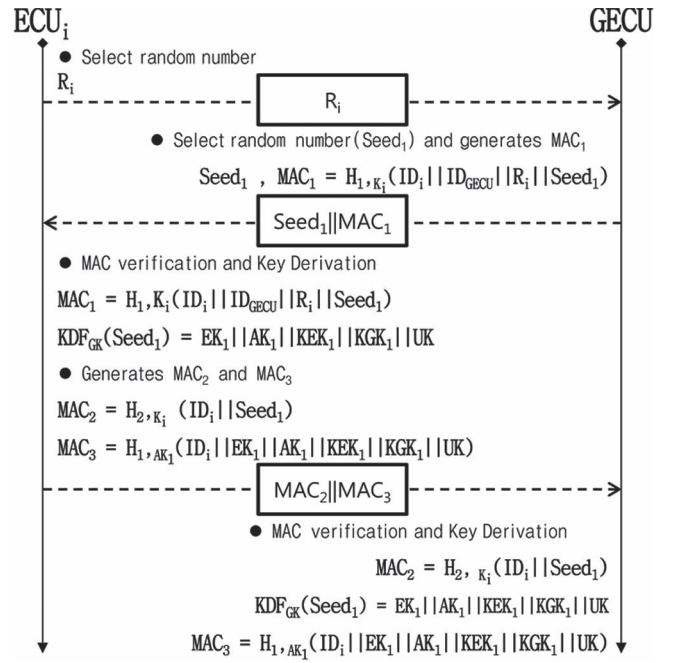 ECUᵢ GECU
● Select random number
Rᵢ
Rᵢ
● Select random number(Seed₁) and generates MAC₁
Seed₁ , MAC₁ = H₁,Kᵢ(IDᵢ||ID_GECU||Rᵢ||Seed₁)
Seed₁||MAC₁
● MAC verification and Key Derivation
MAC₁ = H₁,Kᵢ(IDᵢ||ID_GECU||Rᵢ||Seed₁)
KDF_GK(Seed₁) = EK₁||AK₁||KEK₁||KGK₁||UK
● Generates MAC₂ and MAC₃
MAC₂ = H₂,Kᵢ (IDᵢ||Seed₁)
MAC₃ = H₁,AK₁(IDᵢ||EK₁||AK₁||KEK₁||KGK₁||UK)
MAC₂||MAC₃
● MAC verification and Key Derivation
MAC₂ = H₂, Kᵢ(IDᵢ||Seed₁)
KDF_GK(Seed₁) = EK₁||AK₁||KEK₁||KGK₁||UK
MAC₃ = H₁,AK₁(IDᵢ||EK₁||AK₁||KEK₁||KGK₁||UK)